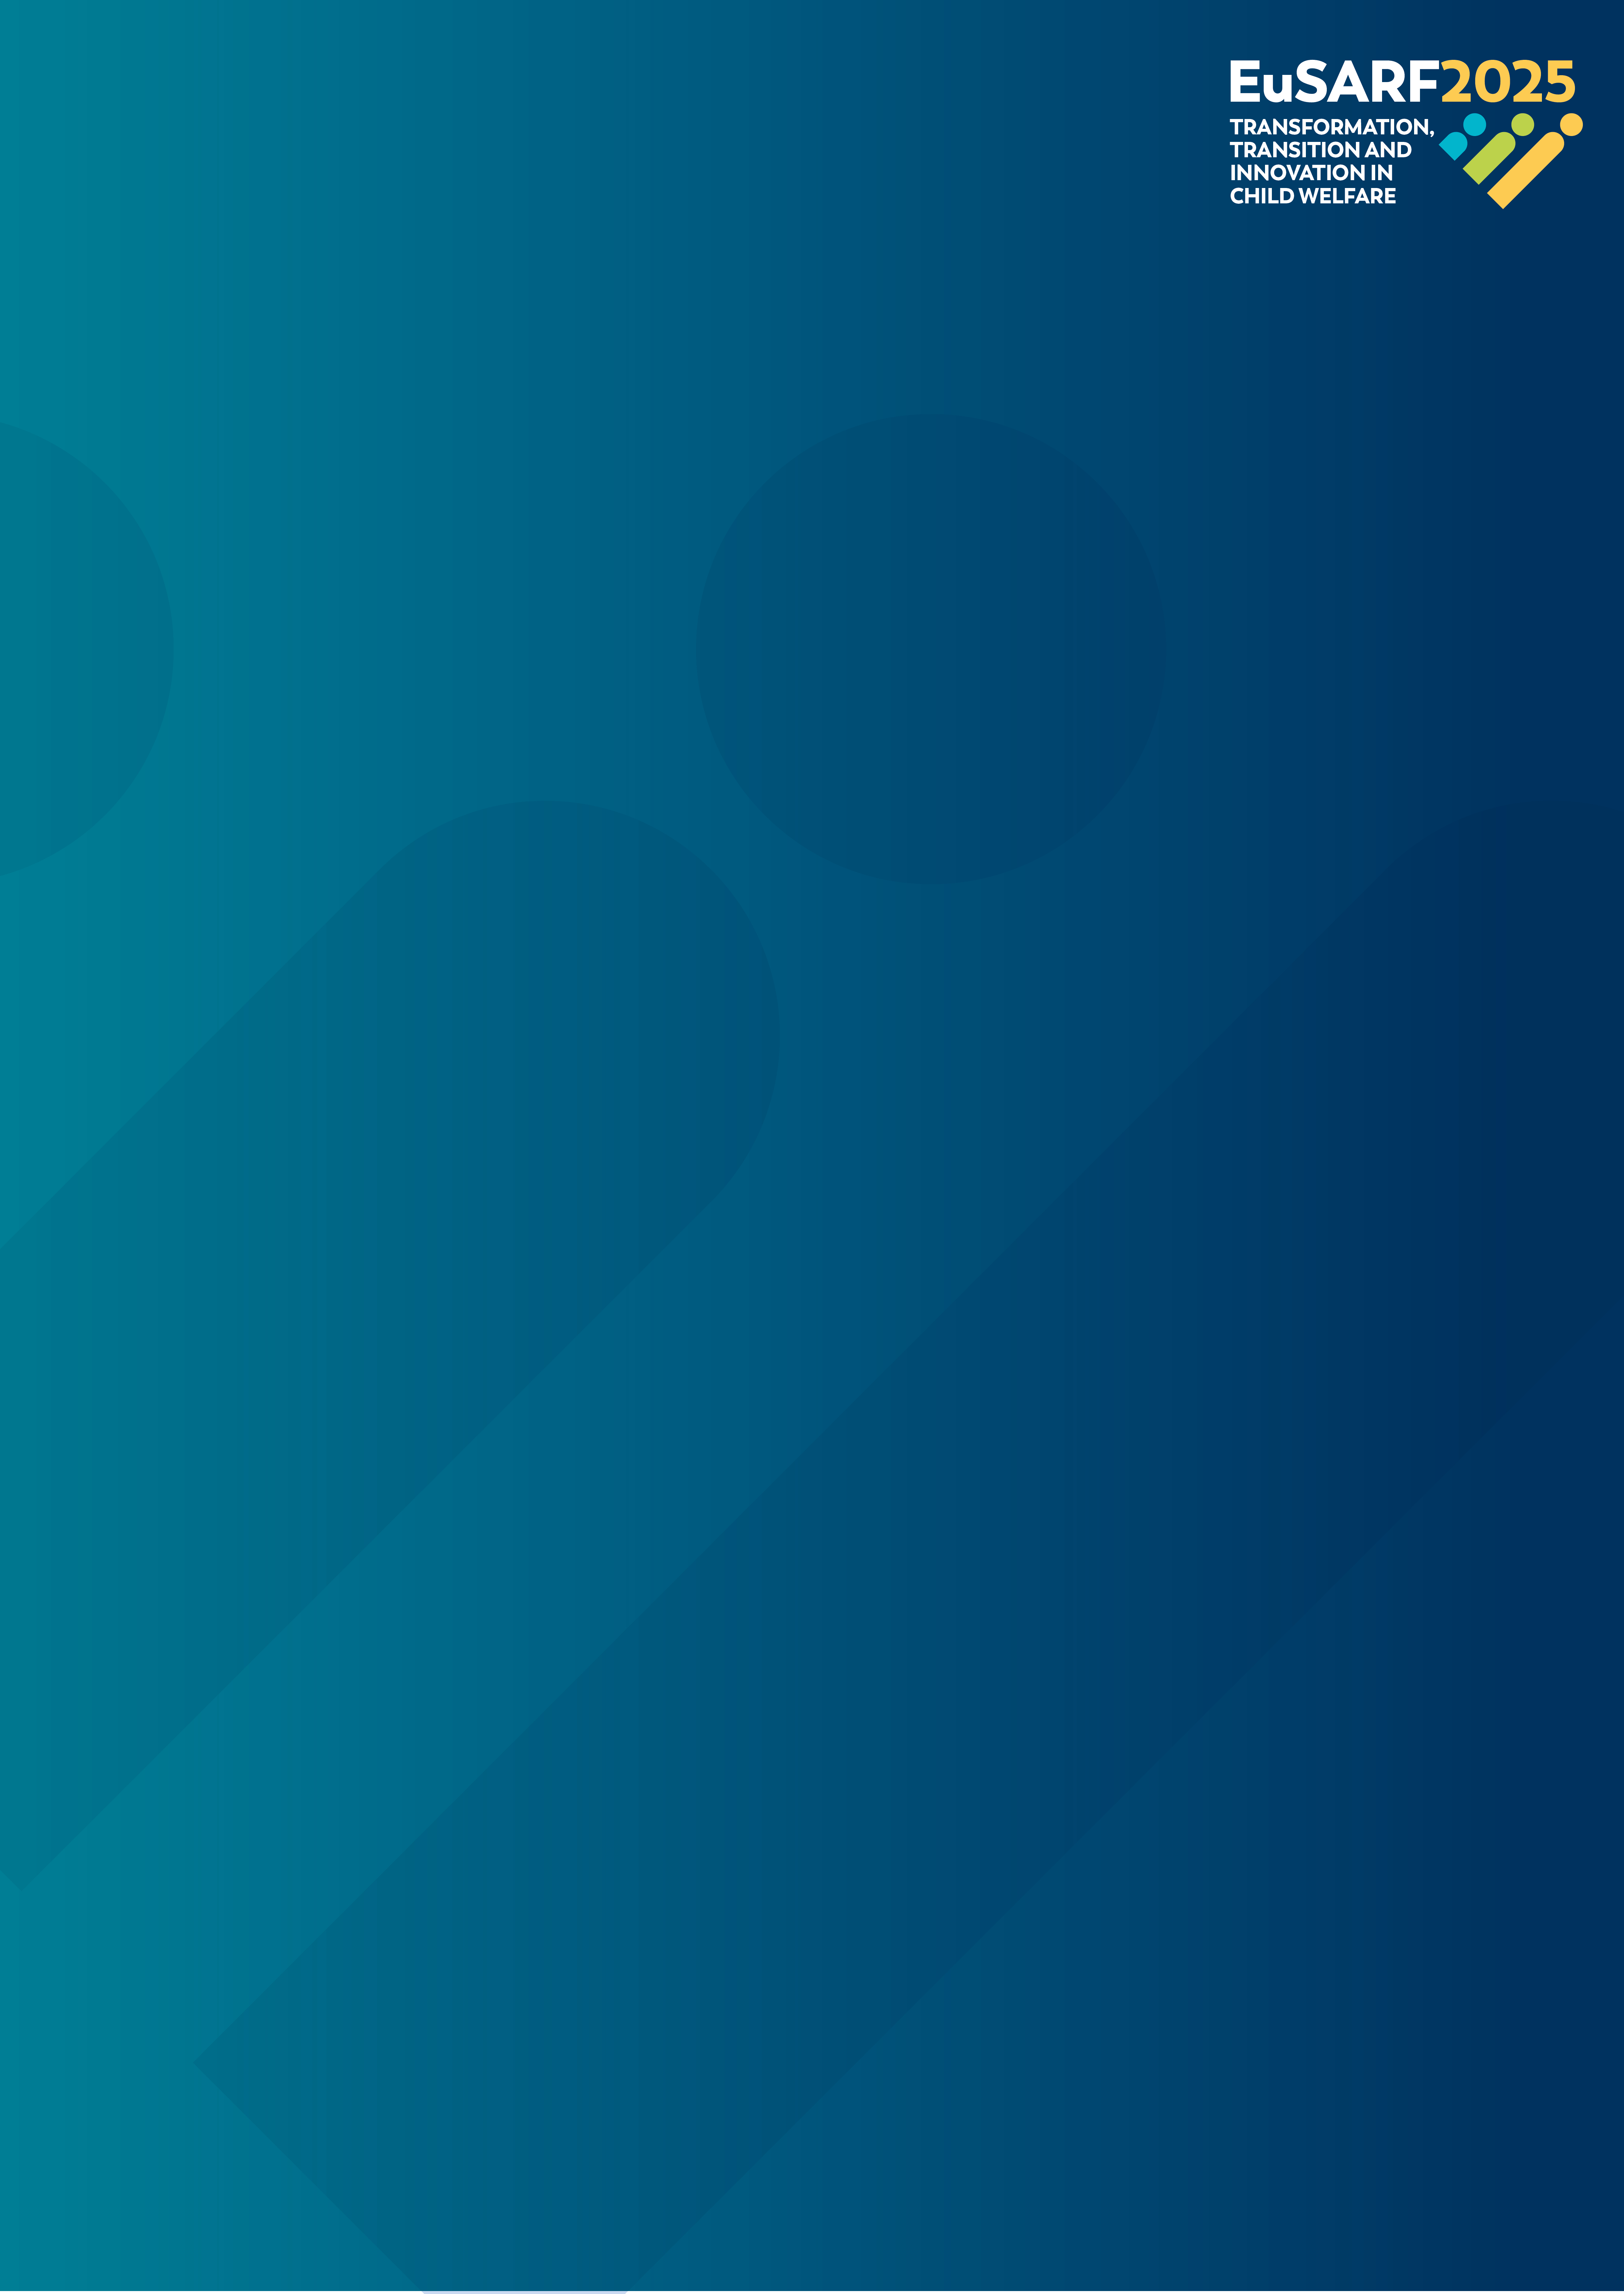 EuSARF2025
TRANSFORMATION,
TRANSITION AND
INNOVATION IN
CHILD WELFARE